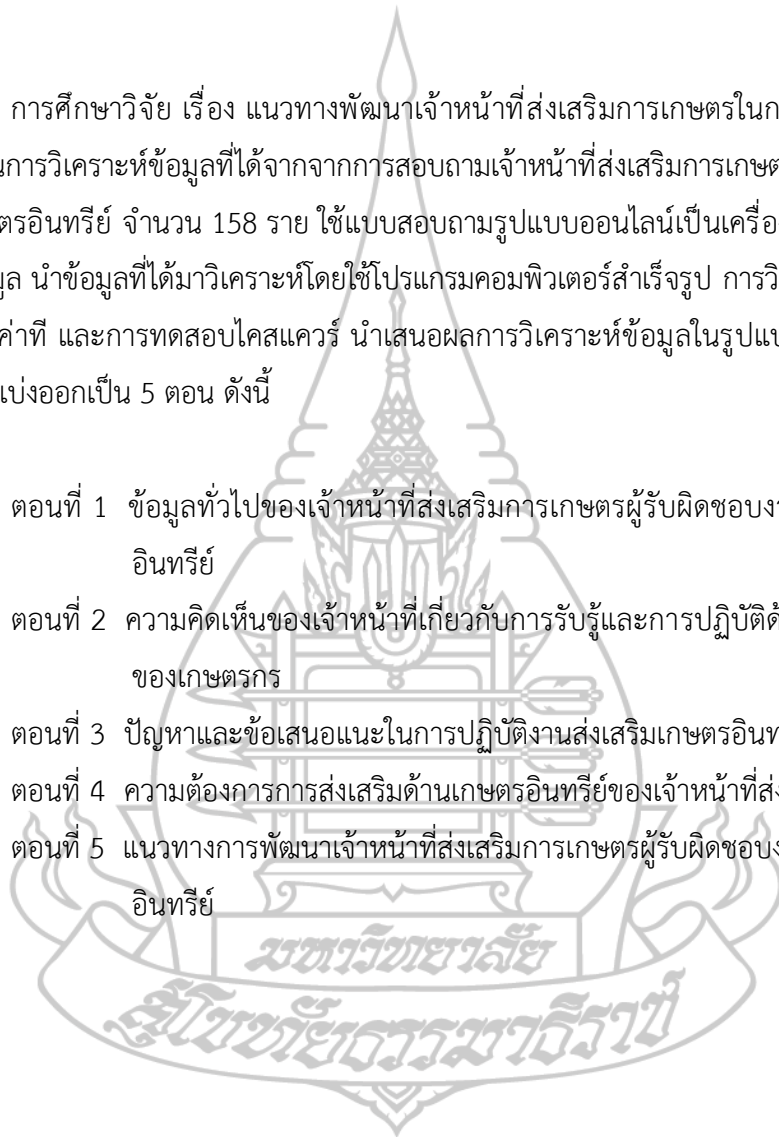 การศึกษาวิจัย เรื่อง แนวทางพัฒนาเจ้าหน้าที่ส่งเสริมการเกษตรในก
การวิเคราะห์ข้อมูลที่ได้จากจากการสอบถามเจ้าหน้าที่ส่งเสริมการเกษต
ตรอินทรีย์ จำนวน 158 ราย ใช้แบบสอบถามรูปแบบออนไลน์เป็นเครื่อง
มูล นำข้อมูลที่ได้มาวิเคราะห์โดยใช้โปรแกรมคอมพิวเตอร์สำเร็จรูป การวิ
ค่าที และการทดสอบไคสแควร์ นำเสนอผลการวิเคราะห์ข้อมูลในรูปแบ
แบ่งออกเป็น 5 ตอน ดังนี้
ตอนที่ 1 ข้อมูลทั่วไปของเจ้าหน้าที่ส่งเสริมการเกษตรผู้รับผิดชอบง
อินทรีย์
ตอนที่ 2 ความคิดเห็นของเจ้าหน้าที่เกี่ยวกับการรับรู้และการปฏิบัติด้
ของเกษตรกร
ตอนที่ 3 ปัญหาและข้อเสนอแนะในการปฏิบัติงานส่งเสริมเกษตรอินท
ตอนที่ 4 ความต้องการการส่งเสริมด้านเกษตรอินทรีย์ของเจ้าหน้าที่ส่ง
ตอนที่ 5 แนวทางการพัฒนาเจ้าหน้าที่ส่งเสริมการเกษตรผู้รับผิดชอบง
อินทรีย์
มหาวิทยาลัย
สุโขทัยธรรมาธิราช